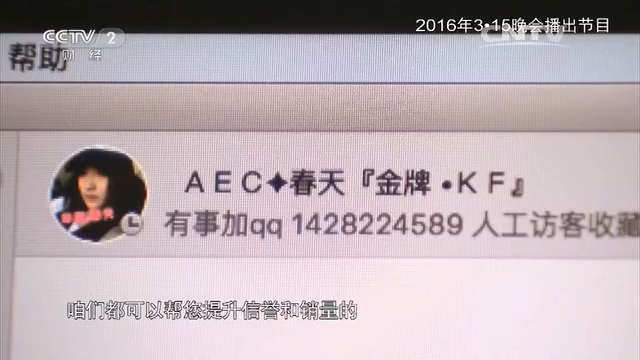 2016年3•15晚会播出节目
CCTV 2
财经
CNTV
帮助
AEC✦春天『金牌 •KF』
有事加qq 1428224589 人工访客收藏
咱们都可以帮您提升信誉和销量的